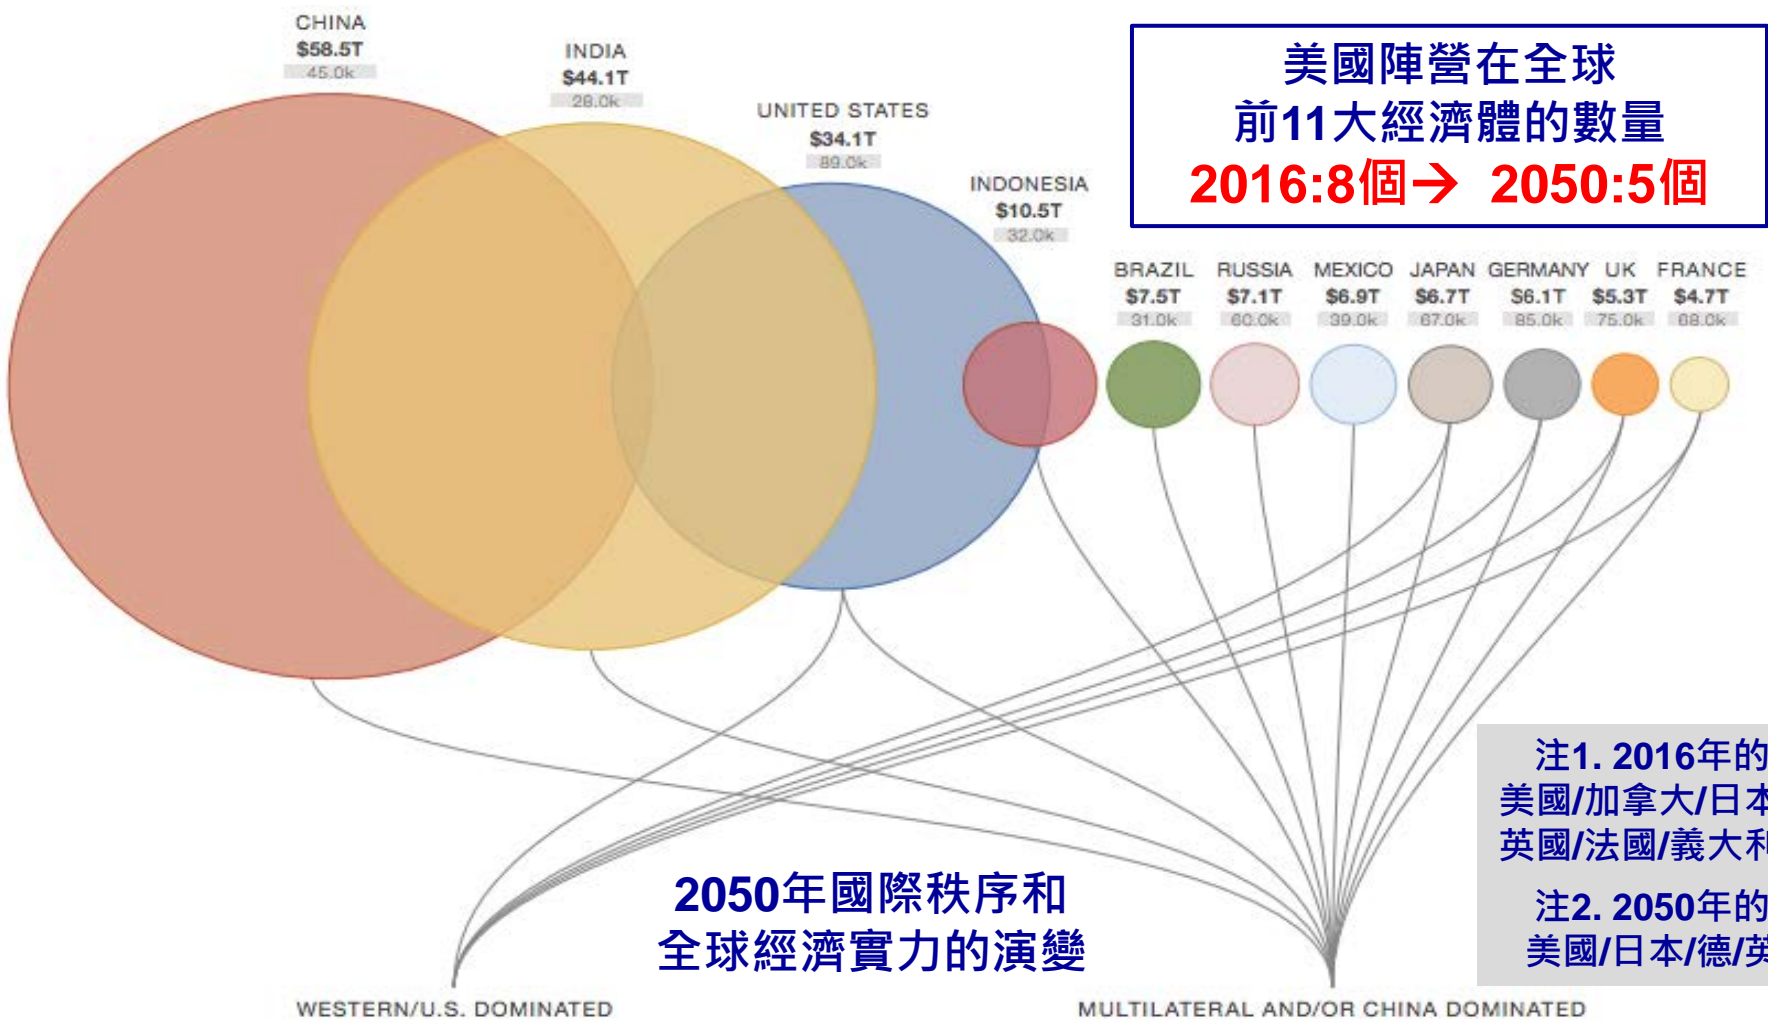 CHINA
$58.5T
45.0k
INDIA
$44.1T
28.0k
UNITED STATES
$34.1T
89.0k
INDONESIA
$10.5T
32.0k
美國陣營在全球
前11大經濟體的數量
2016:8個→ 2050:5個
BRAZIL
$7.5T
31.0k
RUSSIA
$7.1T
60.0k
MEXICO
$6.9T
39.0k
JAPAN
$6.7T
67.0k
GERMANY
$6.1T
85.0k
UK
$5.3T
75.0k
FRANCE
$4.7T
68.0k
注1. 2016年的
美國/加拿大/日本
英國/法國/義大利
注2. 2050年的
美國/日本/德/英
2050年國際秩序和
全球經濟實力的演變
WESTERN/U.S. DOMINATED
MULTILATERAL AND/OR CHINA DOMINATED